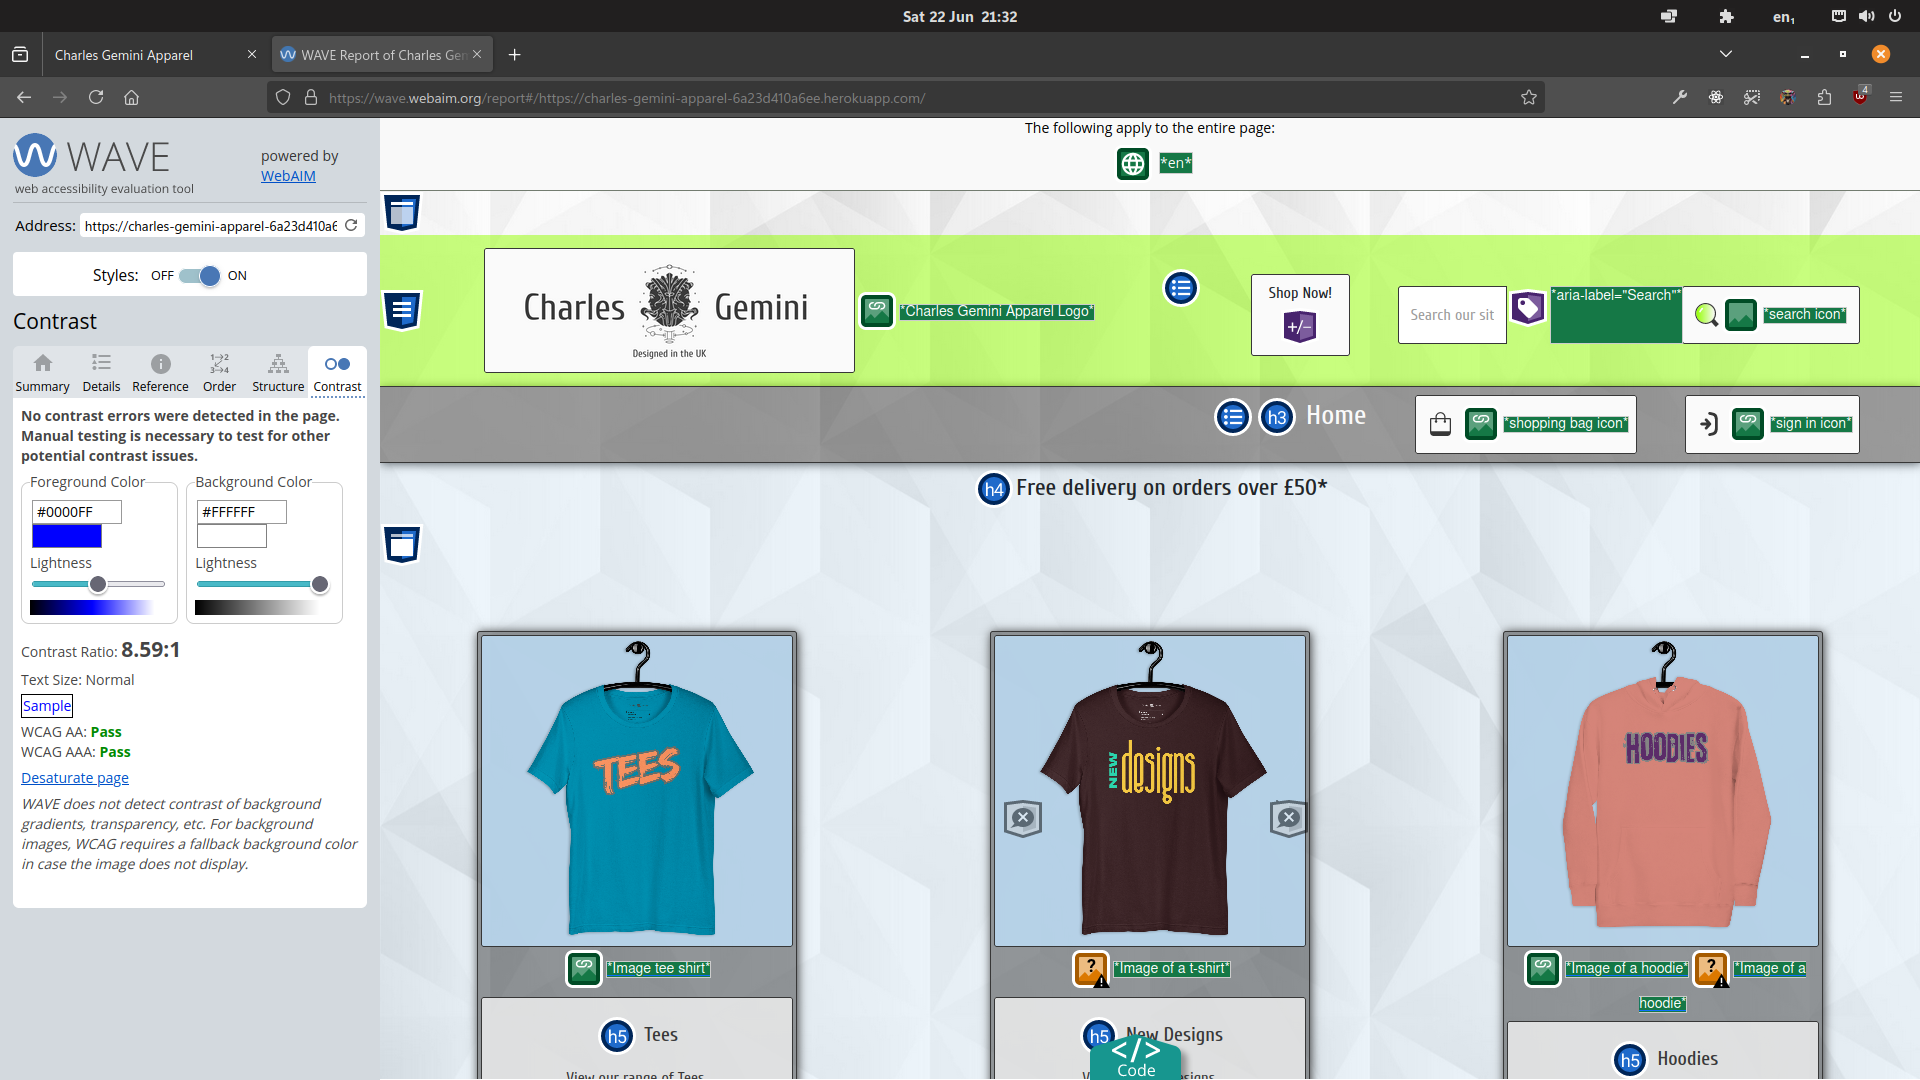 Sat 22 Jun 21:32
en₁
Charles Gemini Apparel
WAVE Report of Charles Gem
4
https://wave.webaim.org/report#/https://charles-gemini-apparel-6a23d410a6ee.herokuapp.com/
WAVE
web accessibility evaluation tool
powered by
WebAIM
Address: https://charles-gemini-apparel-6a23d410a6
Styles: OFF ON
Contrast
Summary Details Reference Order Structure Contrast
No contrast errors were detected in the page.
Manual testing is necessary to test for other
potential contrast issues.
Foreground Color
#0000FF
Lightness
Background Color
#FFFFFF
Lightness
Contrast Ratio: 8.59:1
Text Size: Normal
Sample
WCAG AA: Pass
WCAG AAA: Pass
Desaturate page
WAVE does not detect contrast of background
gradients, transparency, etc. For background
images, WCAG requires a fallback background color
in case the image does not display.
The following apply to the entire page:
*en*
Charles Gemini
Designed in the UK
*Charles Gemini Apparel Logo*
Shop Now!
+/-
Search our sit
*aria-label="Search"*
*search icon*
h3 Home
*shopping bag icon*
*sign in icon*
h4 Free delivery on orders over £50*
TEES
NEW designs
HOODIES
*Image tee shirt*
*Image of a t-shirt*
*Image of a hoodie* *Image of a
hoodie*
h5 Tees
View our range of Tees
h5 New Designs
</>
Code
h5 Hoodies